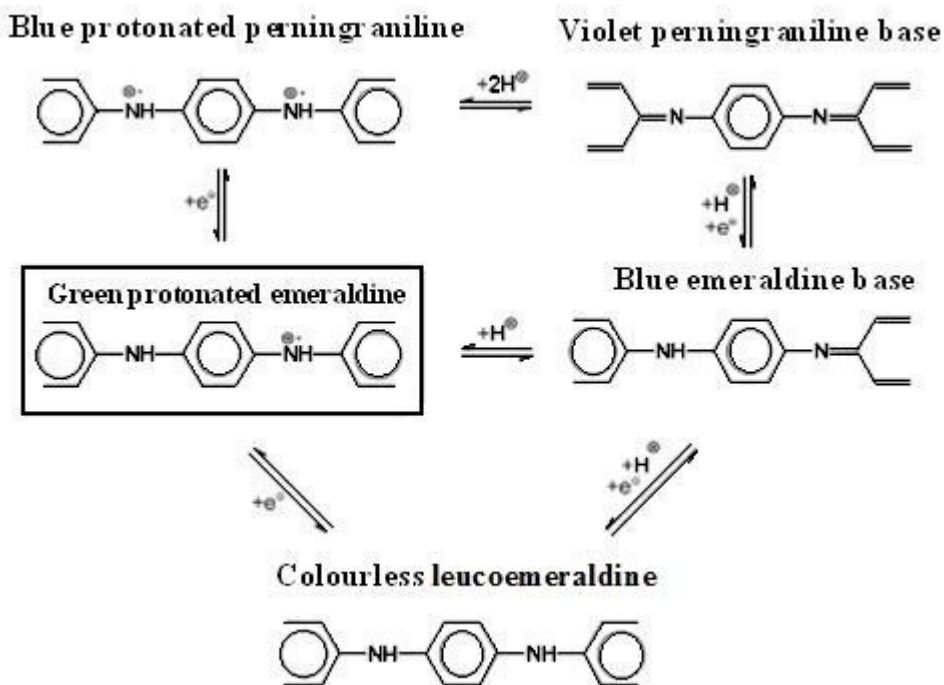 Blue protonated perningraniline
Violet perningraniline base
⊕·
NH
⊕·
NH
+2H⊕
N
N
+e⊖
+H⊕
+e⊖
Green protonated emeraldine
Blue emeraldine base
NH
⊕·
NH
+H⊕
NH
N
+e⊖
+H⊕
+e⊖
Colourless leucoemeraldine
NH
NH